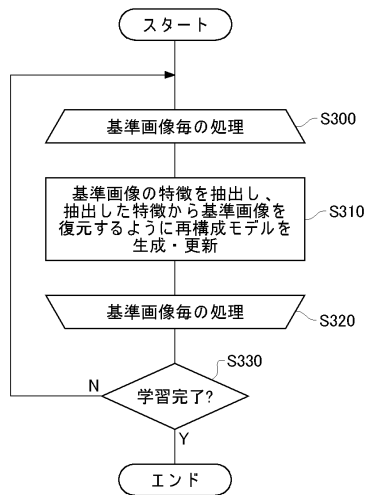 スタート
基準画像毎の処理
S300
基準画像の特徴を抽出し、
抽出した特徴から基準画像を
復元するように再構成モデルを
生成・更新
S310
基準画像毎の処理
S320
S330
学習完了?
N
Y
エンド